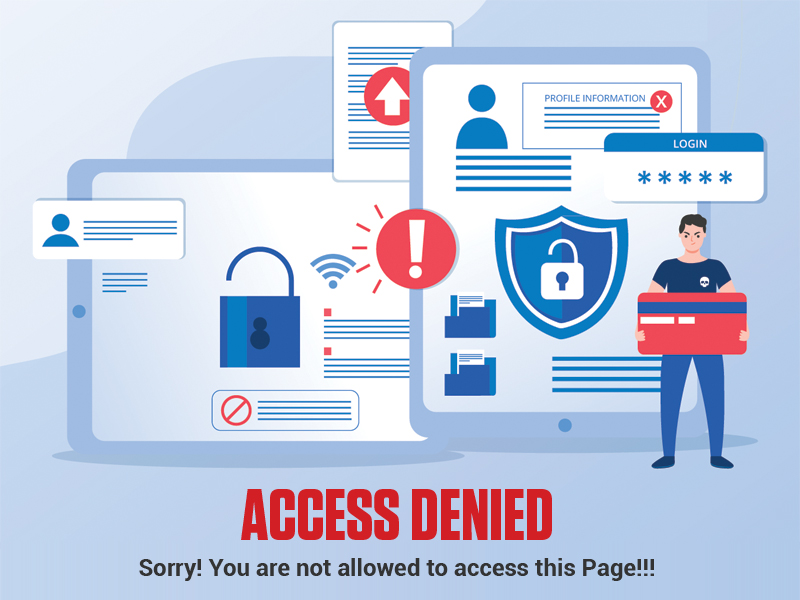 PROFILE INFORMATION X
LOGIN
*****
!
ACCESS DENIED
Sorry! You are not allowed to access this Page!!!